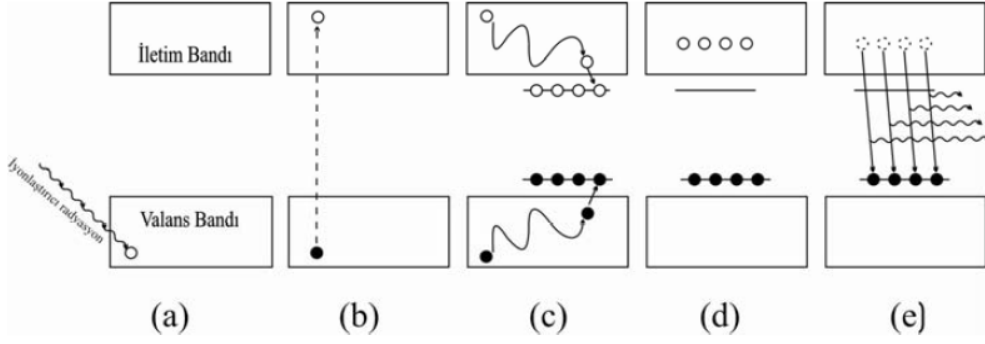 İletim Bandı
İyonlaştırıcı radyasyon
Valans Bandı
(a) (b) (c) (d) (e)